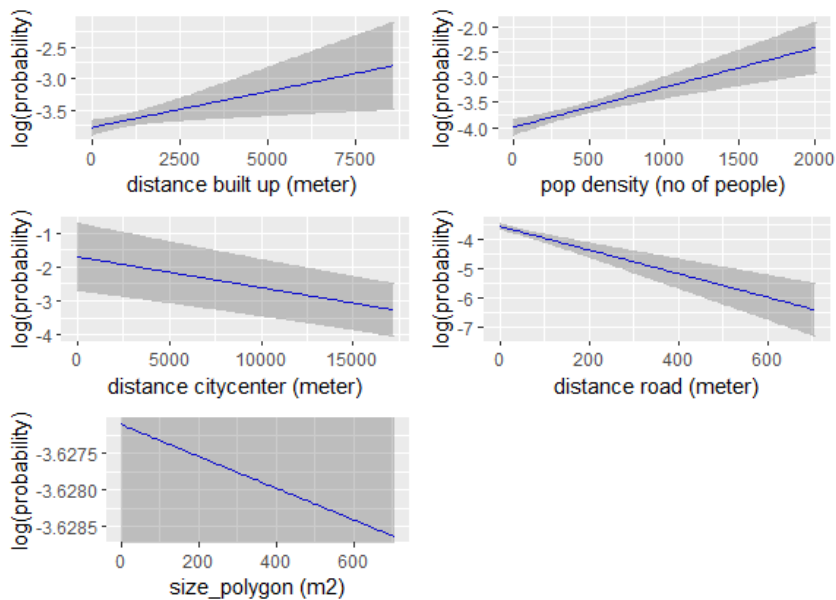 log(probability)
-2.5
-3.0
-3.5
0 2500 5000 7500
distance built up (meter)
log(probability)
-2.0
-2.5
-3.0
-3.5
-4.0
0 500 1000 1500 2000
pop density (no of people)
log(probability)
-1
-2
-3
-4
0 5000 10000 15000
distance citycenter (meter)
log(probability)
-4
-5
-6
-7
0 200 400 600
distance road (meter)
log(probability)
-3.6275
-3.6280
-3.6285
0 200 400 600
size_polygon (m2)